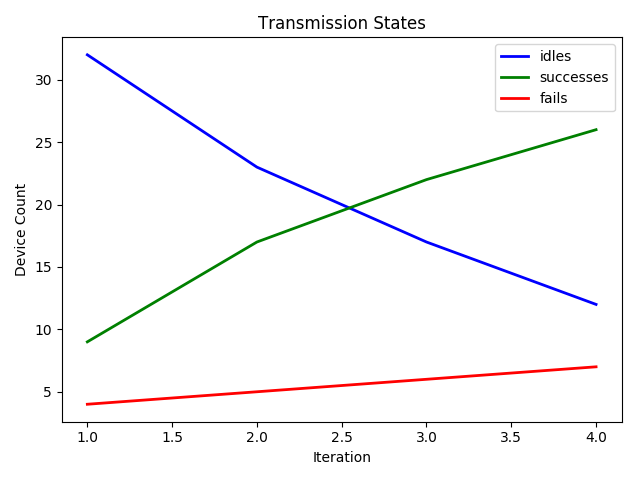 Transmission States
idles
successes
fails
Device Count
30
25
20
15
10
5
1.0 1.5 2.0 2.5 3.0 3.5 4.0
Iteration